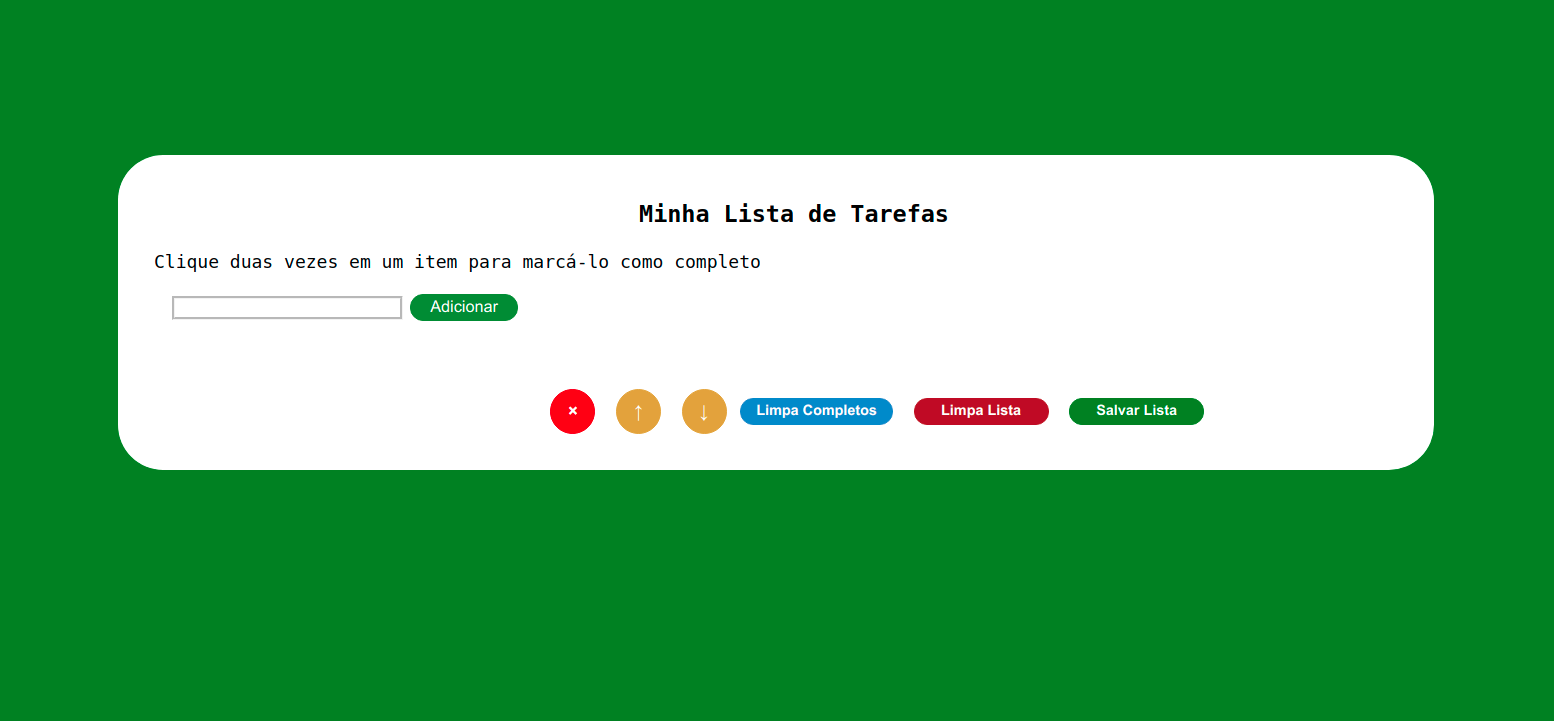 Minha Lista de Tarefas
Clique duas vezes em um item para marcá-lo como completo
Adicionar
× ↑ ↓ Limpa Completos Limpa Lista Salvar Lista